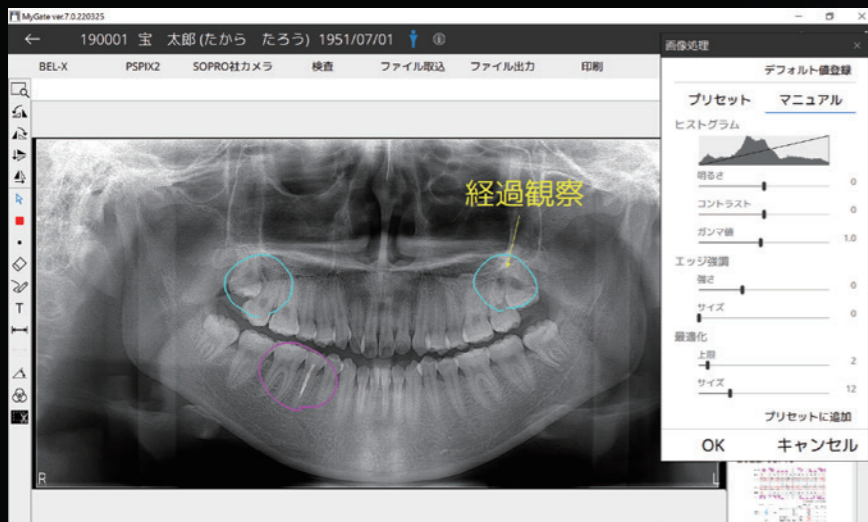 MyGate ver.7.0.220325
190001 宝 太郎 (たから たろう) 1951/07/01
BEL-X PSPIX2 SOPRO社カメラ 検査 ファイル取込 ファイル出力 印刷
画像処理
デフォルト値登録
プリセット マニュアル
ヒストグラム
明るさ 0
コントラスト 0
ガンマ値 1.0
エッジ強調
強さ 0
サイズ 0
最適化
上限 2
サイズ 12
プリセットに追加
OK キャンセル
経過観察
T
R L